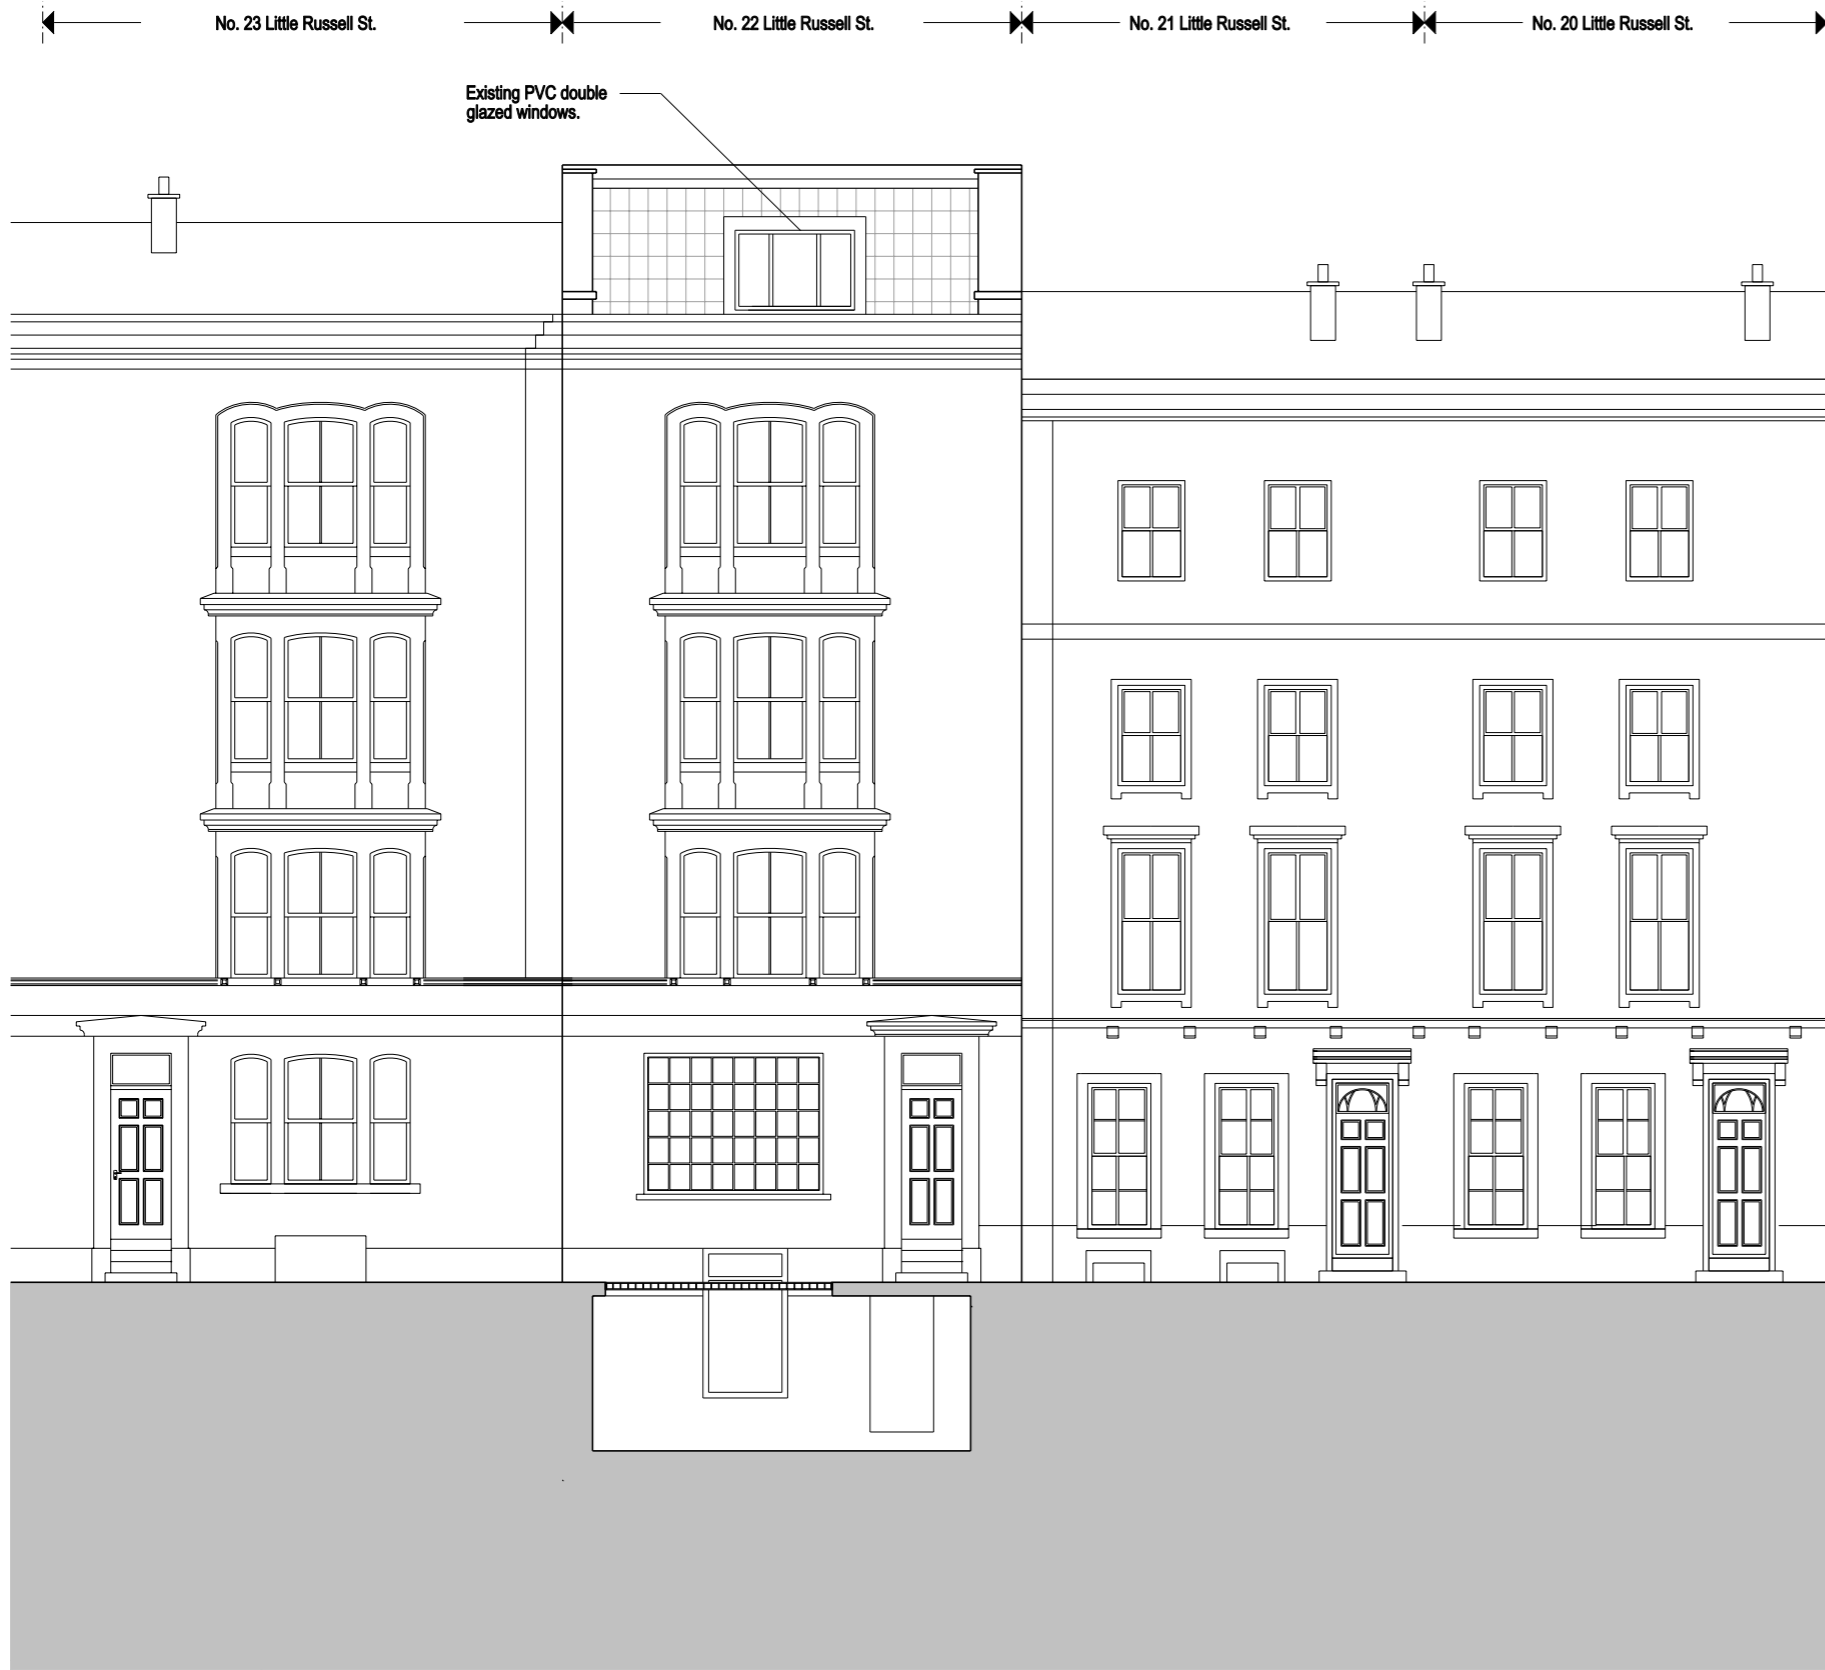 No. 23 Little Russell St.
No. 22 Little Russell St.
No. 21 Little Russell St.
No. 20 Little Russell St.
Existing PVC double
glazed windows.